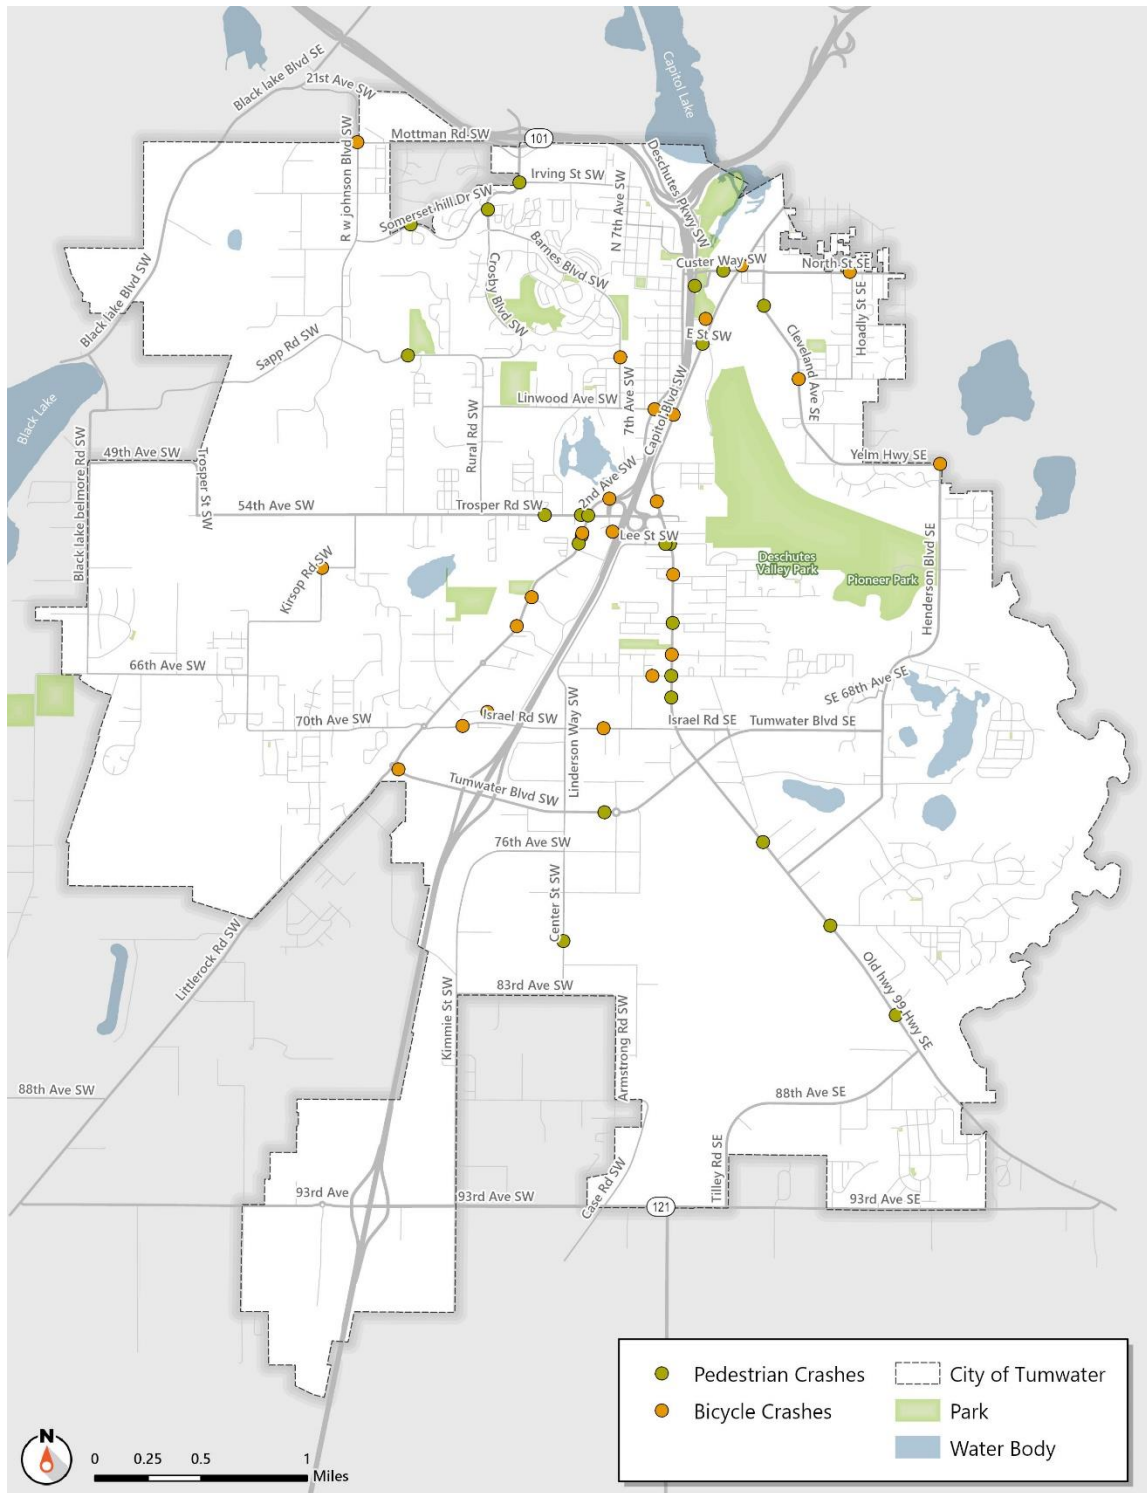 Black lake Blvd SE
21st Ave SW
Capitol Lake
Mottman Rd SW
101
R w johnson Blvd SW
Irving St SW
Deschutes Pkwy SW
Somerset hill Dr SW
N 7th Ave SW
Barnes Blvd SW
Custer Way SW
North St SE
Black lake Blvd SW
Crosby Blvd SW
Hoadly St SE
Sapp Rd SW
E St SW
Cleveland Ave SE
Black Lake
Linwood Ave SW
7th Ave SW
Capitol Blvd SW
Rural Rd SW
49th Ave SW
Trosper St SW
Yelm Hwy SE
2nd Ave SW
Black lake belmore Rd SW
54th Ave SW
Trosper Rd SW
Lee St SW
Kirsop Rd SW
Deschutes
Valley Park
Pioneer Park
Henderson Blvd SE
66th Ave SW
SE 68th Ave SE
70th Ave SW
Israel Rd SW
Linderson Way SW
Israel Rd SE
Tumwater Blvd SE
Tumwater Blvd SW
76th Ave SW
Center St SW
Littlerock Rd SW
Old hwy 99 Hwy SE
83rd Ave SW
Kimmie St SW
Armstrong Rd SW
88th Ave SW
88th Ave SE
Tilley Rd SE
Case Rd SW
93rd Ave
93rd Ave SW
121
93rd Ave SE
Pedestrian Crashes
Bicycle Crashes
City of Tumwater
Park
Water Body
N
0 0.25 0.5 1
Miles